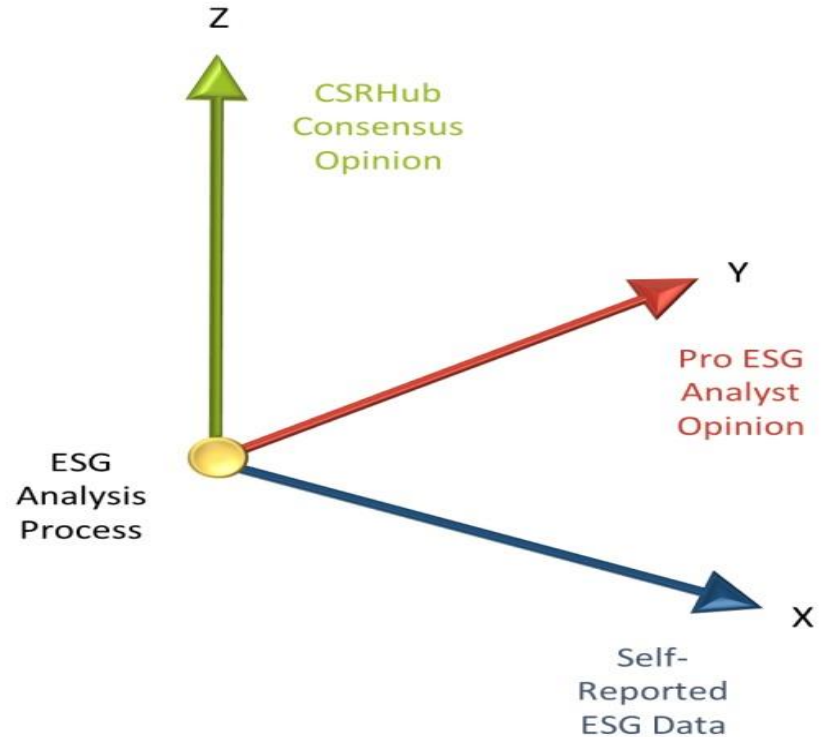 Z
CSRHub
Consensus
Opinion
Y
Pro ESG
Analyst
Opinion
ESG
Analysis
Process
X
Self-
Reported
ESG Data